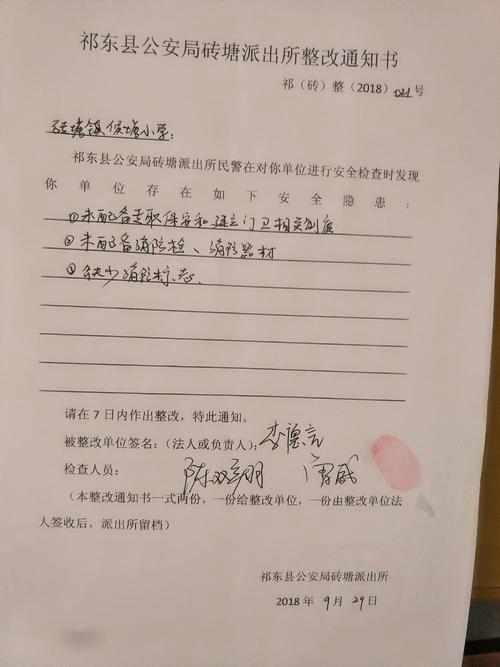 祁东县公安局砖塘派出所整改通知书
祁（砖）整（2018）021号
砖塘镇侯塘小学：
祁东县公安局砖塘派出所民警在对你单位进行安全检查时发现
你单位存在如下安全隐患：
①未配备专职保安和建立门卫相关制度
②未配备消防栓、消防器材
③缺少消防标志.
请在7日内作出整改，特此通知。
被整改单位签名：（法人或负责人）：李德言
检查人员：
（本整改通知书一式两份，一份给整改单位，一份由整改单位法
人签收后，派出所留档）
祁东县公安局砖塘派出所
2018年9月29日